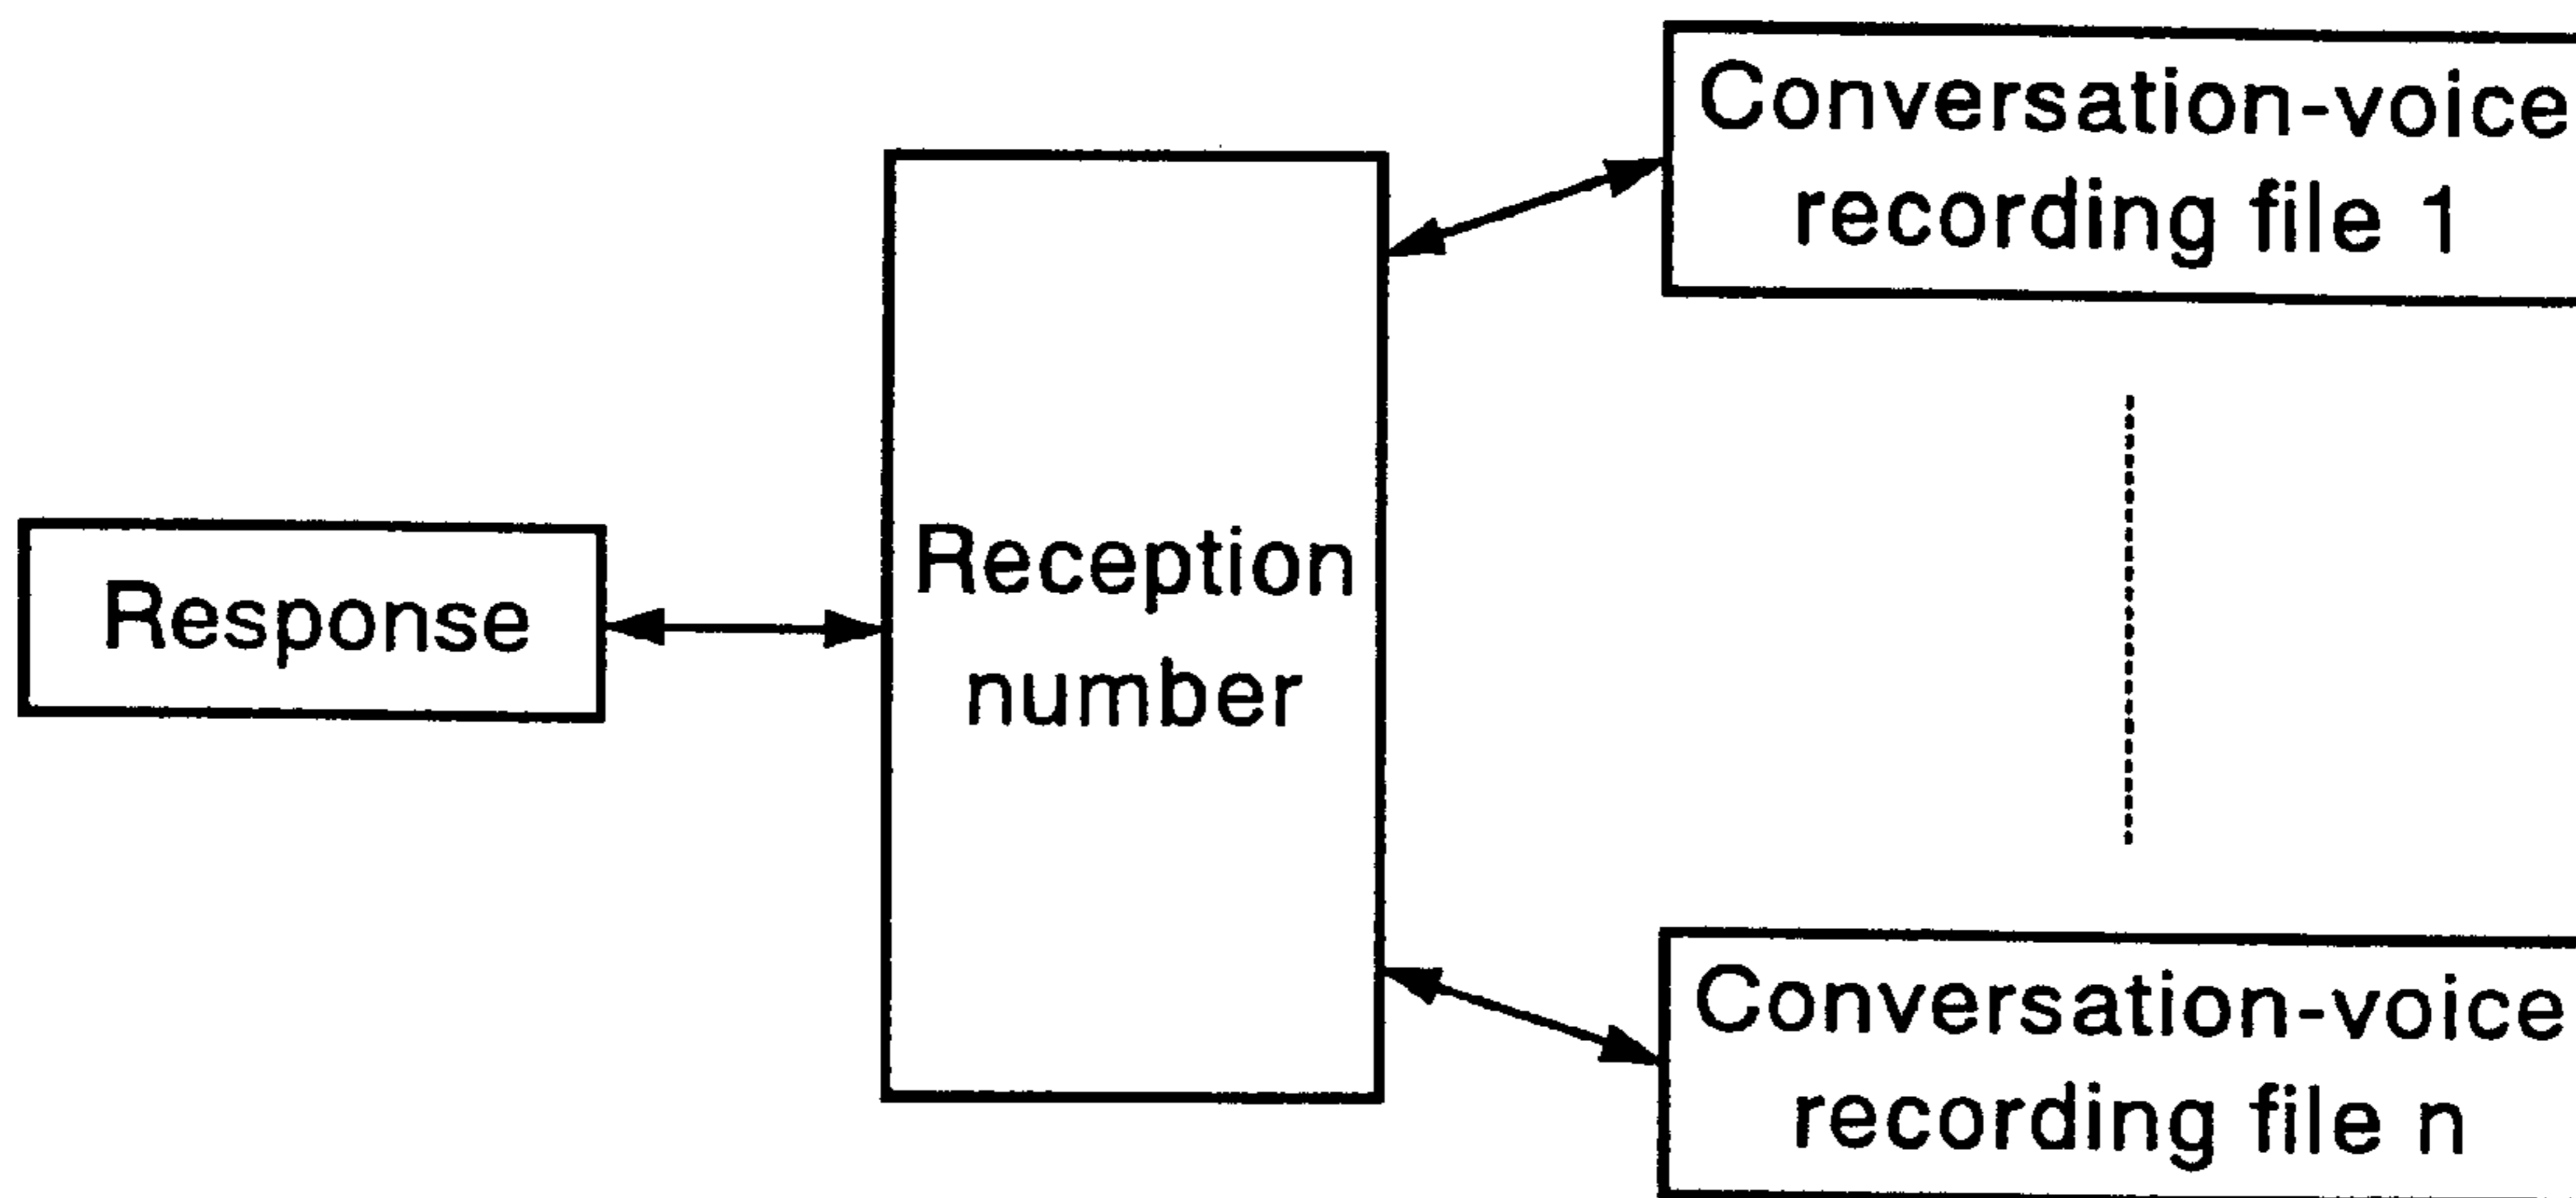 Conversation-voice
recording file 1
Response
Reception
number
Conversation-voice
recording file n